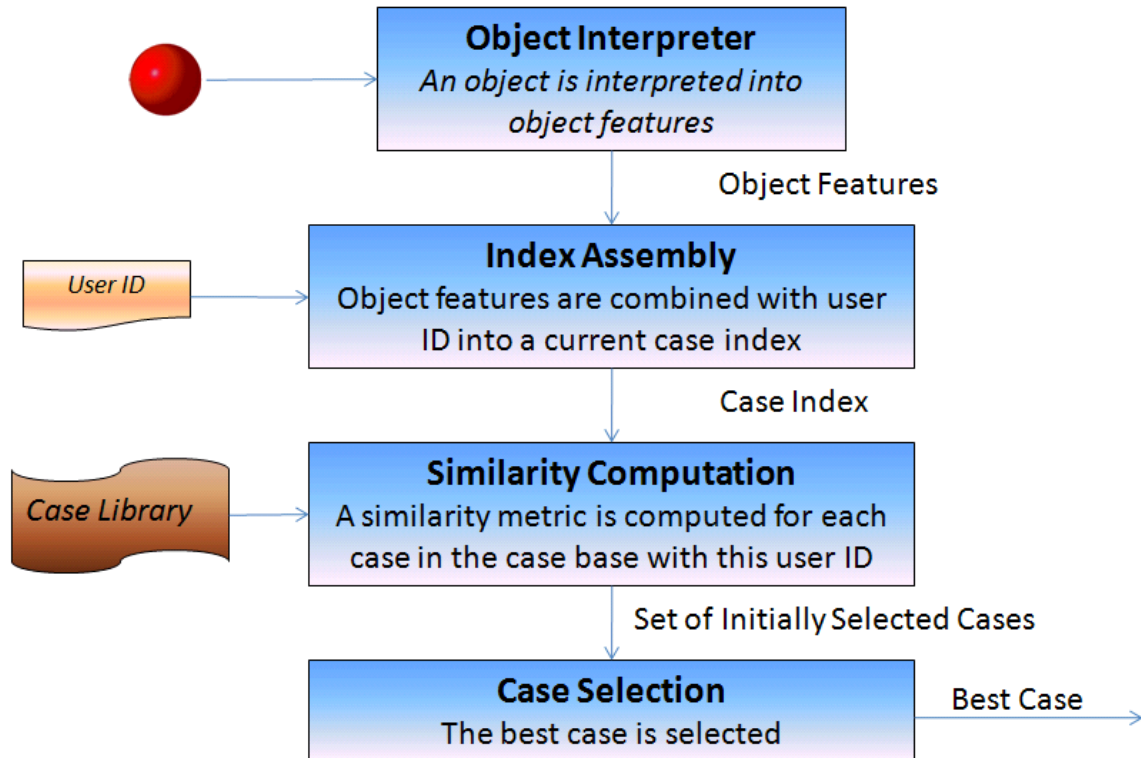 Object Interpreter
An object is interpreted into
object features
Object Features
User ID
Index Assembly
Object features are combined with user
ID into a current case index
Case Index
Case Library
Similarity Computation
A similarity metric is computed for each
case in the case base with this user ID
Set of Initially Selected Cases
Case Selection
The best case is selected
Best Case